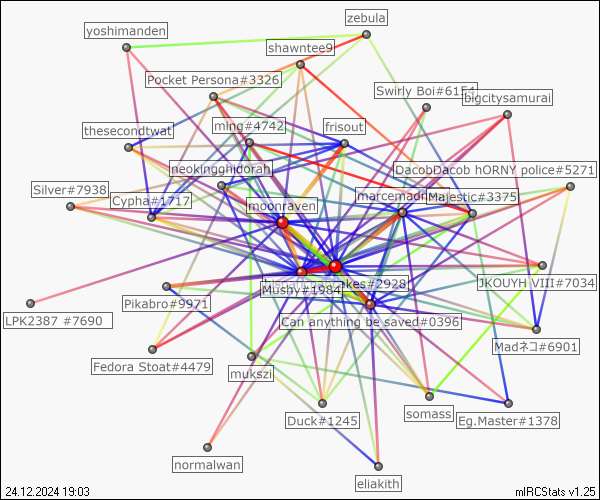 zebula
yoshimanden
shawntee9
Pocket Persona#3326
Swirly Boi#6154
bigcitysamurai
thesecondtwat
ming#4742
frisout
neokingghidorah
DacobDacob hORNY police#5271
Silver#7938
Cypha#1717
moonraven
Majestic#3375
Mushy#1984
kes#2928
JKOUYH VIII#7034
Pikabro#9971
LPK2387 #7690
Can anything be saved#0396
Madネコ#6901
Fedora Stoat#4479
mukszi
Duck#1245
somass
Eg.Master#1378
normalwan
eliakith
24.12.2024 19:03
mIRCStats v1.25